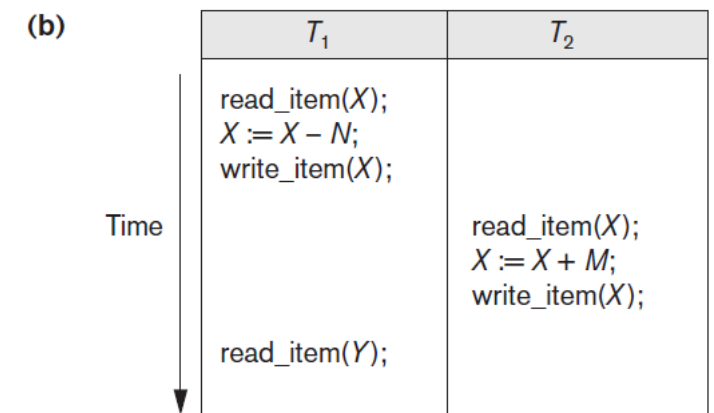 (b)
T₁ T₂
read_item(X);
X := X – N;
write_item(X);
Time
read_item(X);
X := X + M;
write_item(X);
read_item(Y);